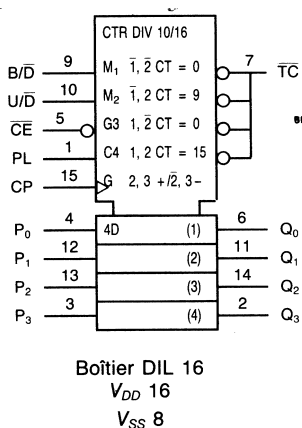 CTR DIV 10/16
B/D̅ 9 M₁ 1̅, 2̅ CT = 0 7 T̅C̅
U/D̅ 10 M₂ 1̅, 2̅ CT = 9
C̅E̅ 5 G3 1, 2̅ CT = 0
PL 1 C4 1, 2 CT = 15
CP 15 G 2, 3 +/2̅, 3−
P₀ 4 4D (1) 6 Q₀
P₁ 12 (2) 11 Q₁
P₂ 13 (3) 14 Q₂
P₃ 3 (4) 2 Q₃
Boîtier DIL 16
V_DD 16
V_SS 8